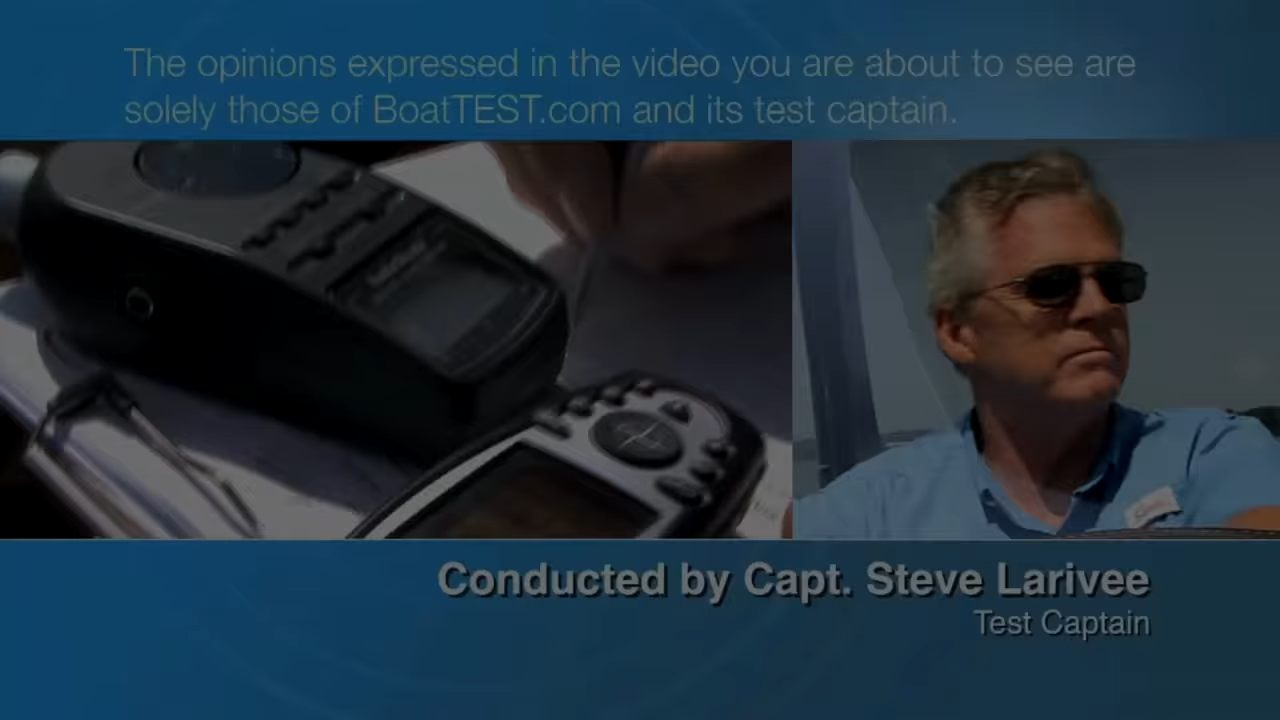 The opinions expressed in the video you are about to see are
solely those of BoatTEST.com and its test captain.
Conducted by Capt. Steve Larivee
Test Captain